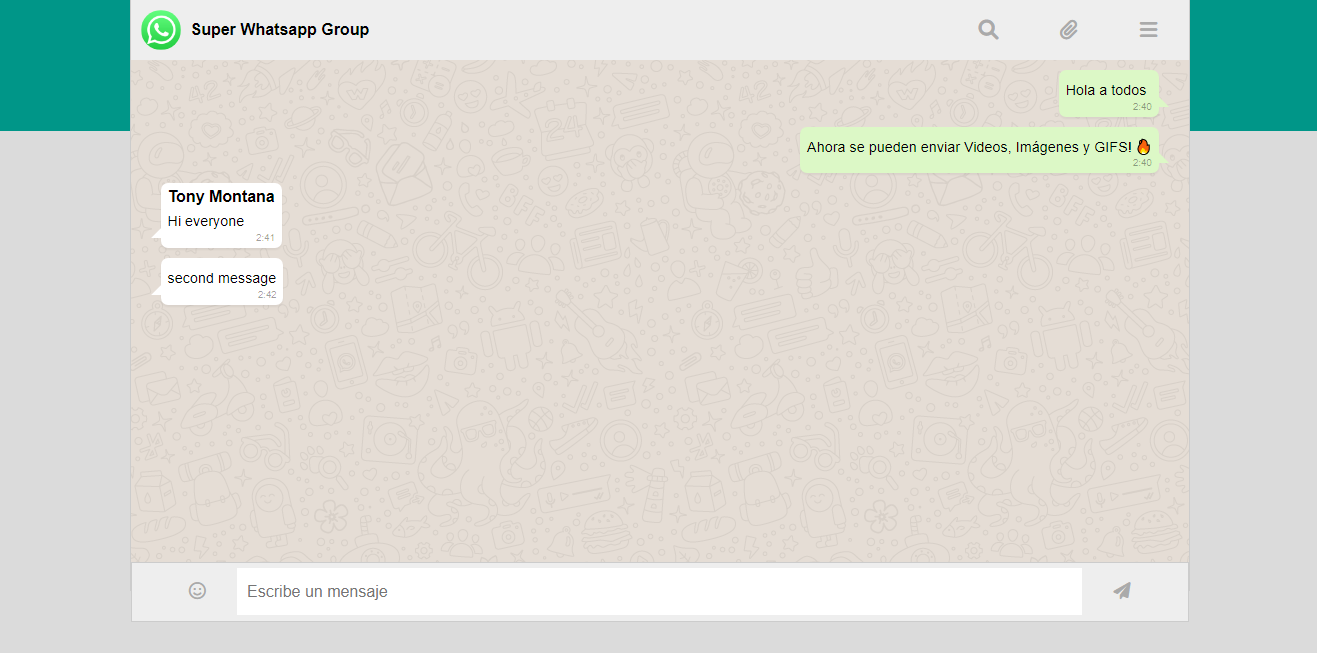 Super Whatsapp Group
Hola a todos
2:40
Ahora se pueden enviar Videos, Imágenes y GIFS! 🔥
2:40
Tony Montana
Hi everyone
2:41
second message
2:42
Escribe un mensaje